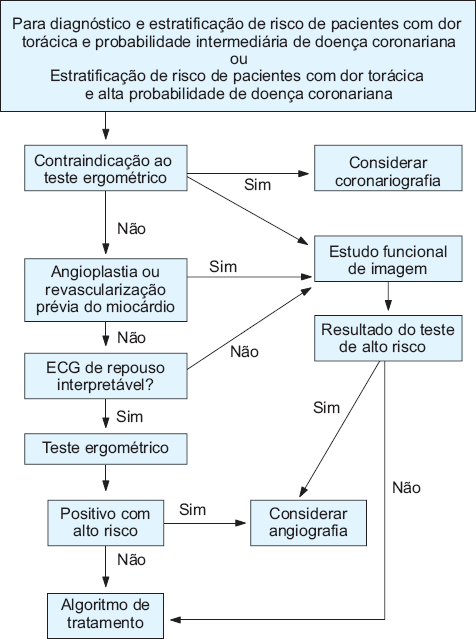 Para diagnóstico e estratificação de risco de pacientes com dor
torácica e probabilidade intermediária de doença coronariana
ou
Estratificação de risco de pacientes com dor torácica
e alta probabilidade de doença coronariana
Contraindicação ao
teste ergométrico
Sim
Considerar
coronariografia
Não
Estudo funcional
de imagem
Angioplastia ou
revascularização
prévia do miocárdio
Sim
Não
Resultado do teste
de alto risco
ECG de repouso
interpretável?
Não
Sim
Sim
Teste ergométrico
Não
Positivo com
alto risco
Sim
Considerar
angiografia
Não
Algoritmo de
tratamento